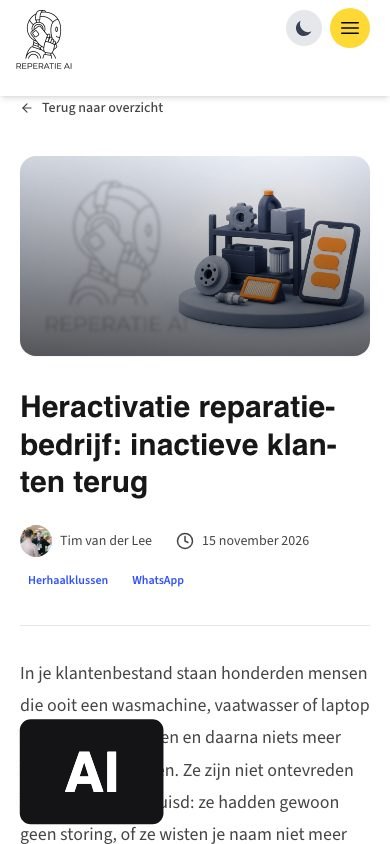 REPERATIE AI
Terug naar overzicht
REPERATIE AI
Heractivatie reparatie-
bedrijf: inactieve klan-
ten terug
Tim van der Lee
15 november 2026
Herhaalklussen
WhatsApp
In je klantenbestand staan honderden mensen
die ooit een wasmachine, vaatwasser of laptop
en en daarna niets meer
en. Ze zijn niet ontevreden
uisd: ze hadden gewoon
geen storing, of ze wisten je naam niet meer
AI